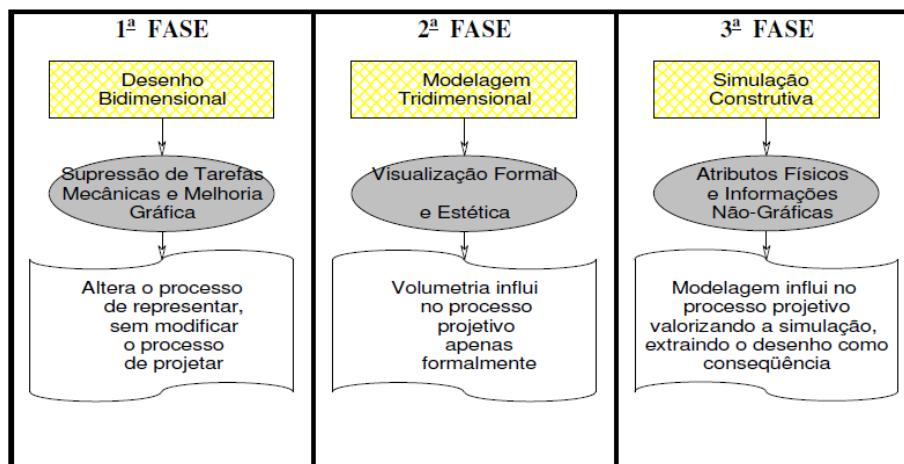 1ª FASE
Desenho
Bidimensional
Supressão de Tarefas
Mecânicas e Melhoria
Gráfica
Altera o processo
de representar,
sem modificar
o processo
de projetar
2ª FASE
Modelagem
Tridimensional
Visualização Formal
e Estética
Volumetria influi
no processo
projetivo
apenas
formalmente
3ª FASE
Simulação
Construtiva
Atributos Físicos
e Informações
Não-Gráficas
Modelagem influi no
processo projetivo
valorizando a simulação,
extraindo o desenho como
conseqüência